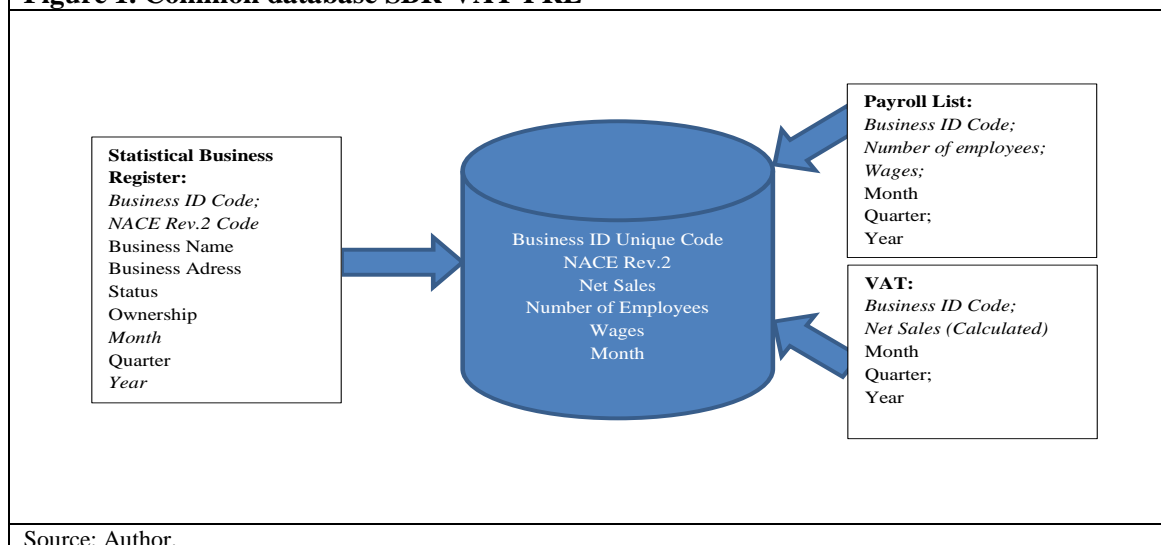 Figure 1. Common database SBR-VAT-PRL
Statistical Business
Register:
Business ID Code;
NACE Rev.2 Code
Business Name
Business Adress
Status
Ownership
Month
Quarter
Year
Business ID Unique Code
NACE Rev.2
Net Sales
Number of Employees
Wages
Month
Payroll List:
Business ID Code;
Number of employees;
Wages;
Month
Quarter;
Year
VAT:
Business ID Code;
Net Sales (Calculated)
Month
Quarter;
Year
Source: Author.